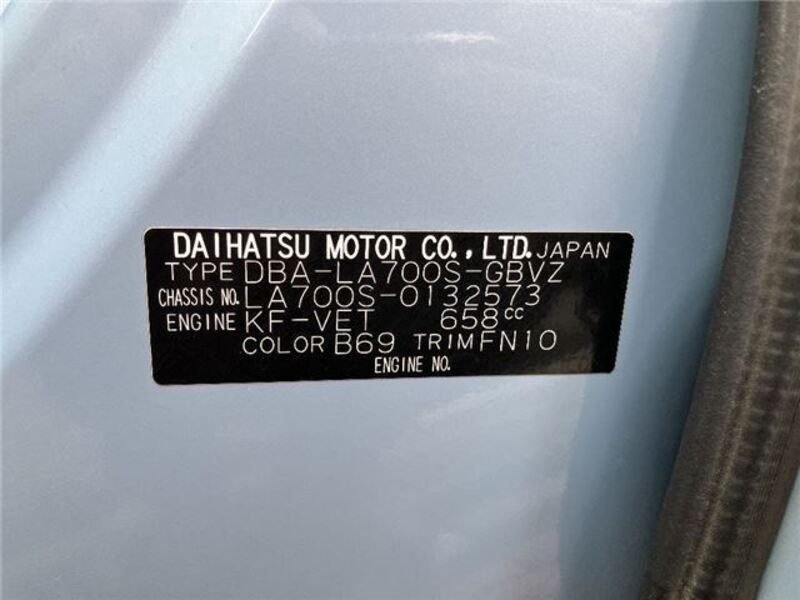 DAIHATSU MOTOR CO., LTD. JAPAN
TYPE DBA-LA700S-GBVZ
CHASSIS NO. LA700S-0132573
ENGINE KF-VET 658cc
COLOR B69 TRIM FN10
ENGINE NO.